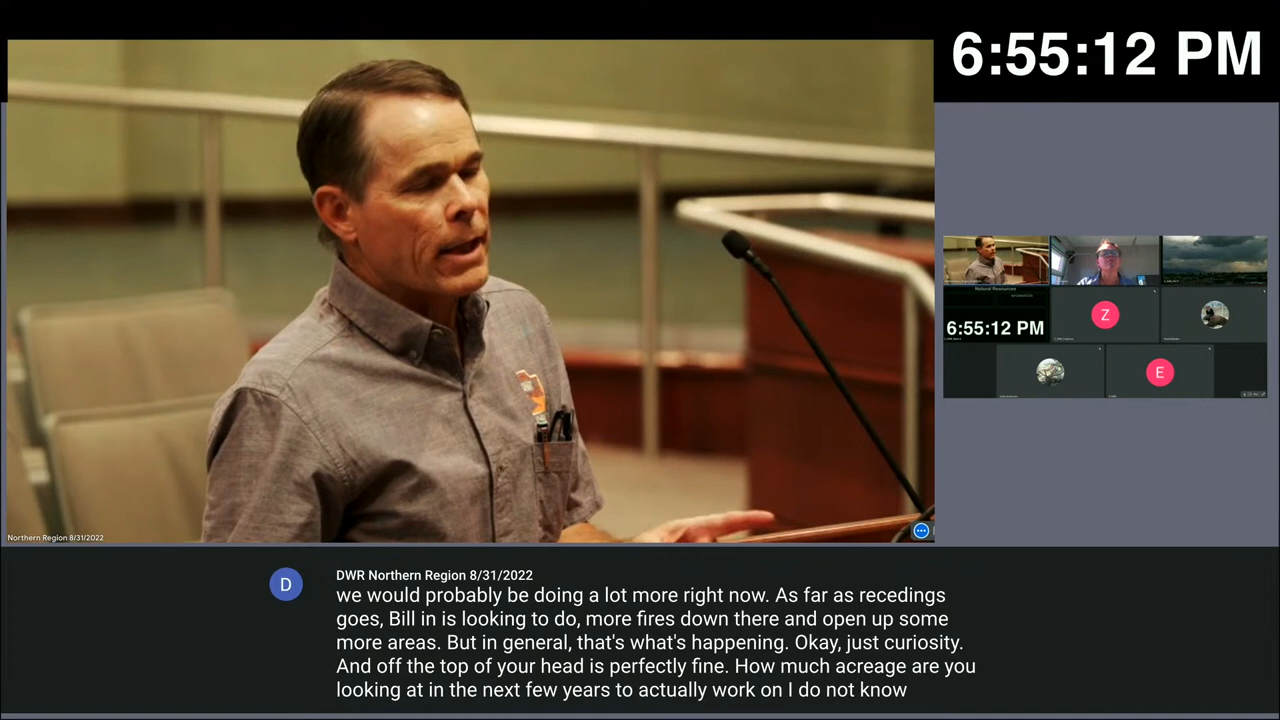 6:55:12 PM
Natural Resources
INFORMATION
6:55:12 PM
Z
E
Northern Region 8/31/2022
D
DWR Northern Region 8/31/2022
we would probably be doing a lot more right now. As far as recedings
goes, Bill in is looking to do, more fires down there and open up some
more areas. But in general, that's what's happening. Okay, just curiosity.
And off the top of your head is perfectly fine. How much acreage are you
looking at in the next few years to actually work on I do not know